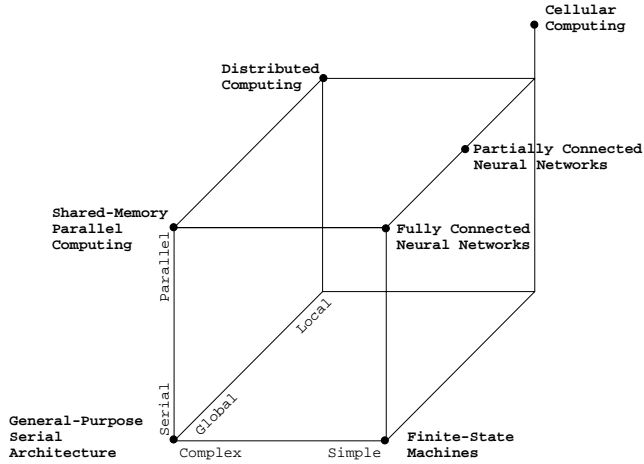 Cellular
Computing
Distributed
Computing
Partially Connected
Neural Networks
Shared-Memory
Parallel
Computing
Fully Connected
Neural Networks
Parallel
Local
Serial
Global
General-Purpose
Serial
Architecture
Complex
Simple
Finite-State
Machines